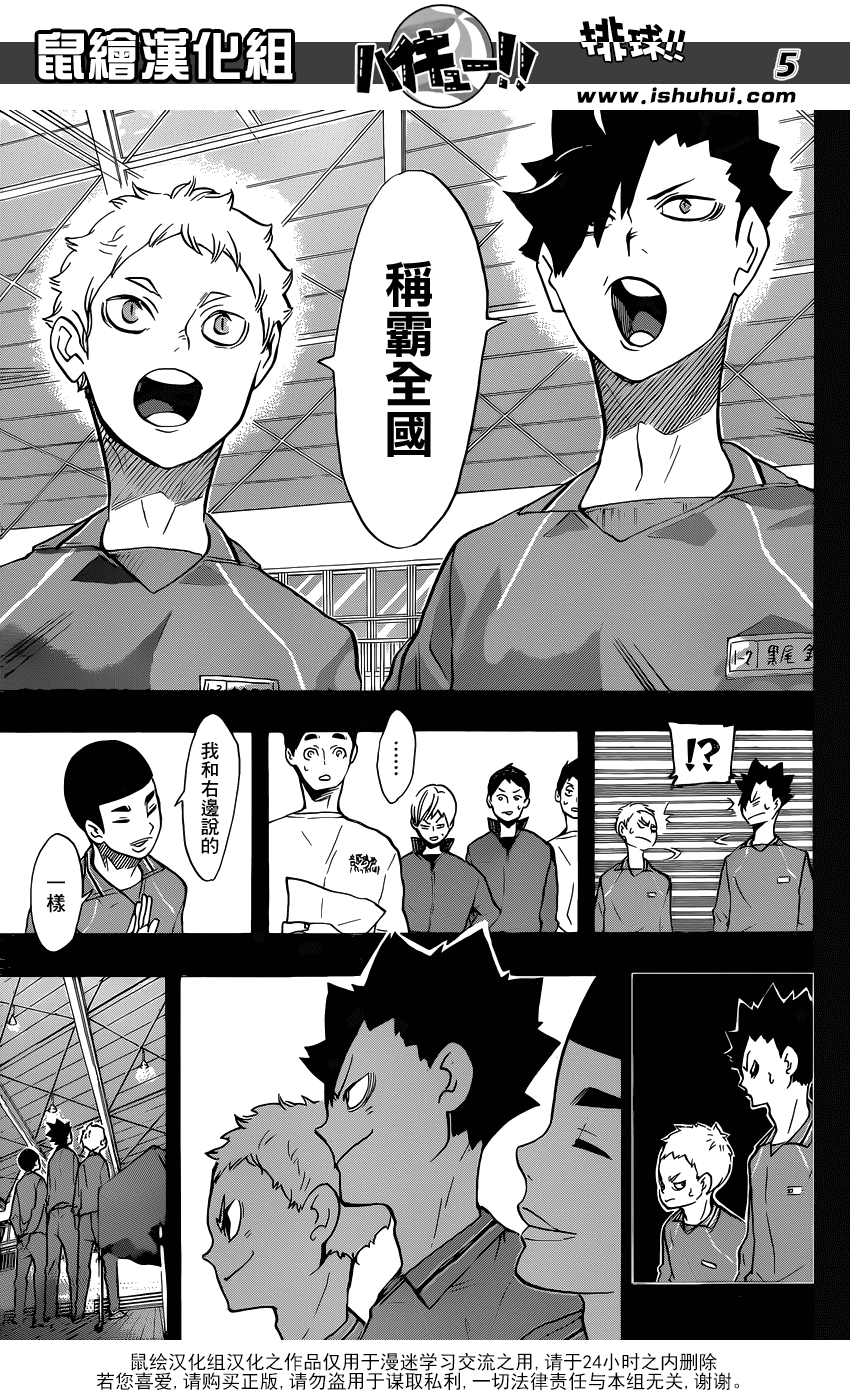 鼠繪漢化組
ハイキュー!!
排球!!
5
www.ishuhui.com
稱霸全國
1-7 黒尾
!?
……
我和右邊說的
一樣
鼠绘汉化组汉化之作品仅用于漫迷学习交流之用, 请于24小时之内删除
若您喜爱, 请购买正版, 请勿盗用于谋取私利, 一切法律责任与本组无关, 谢谢。